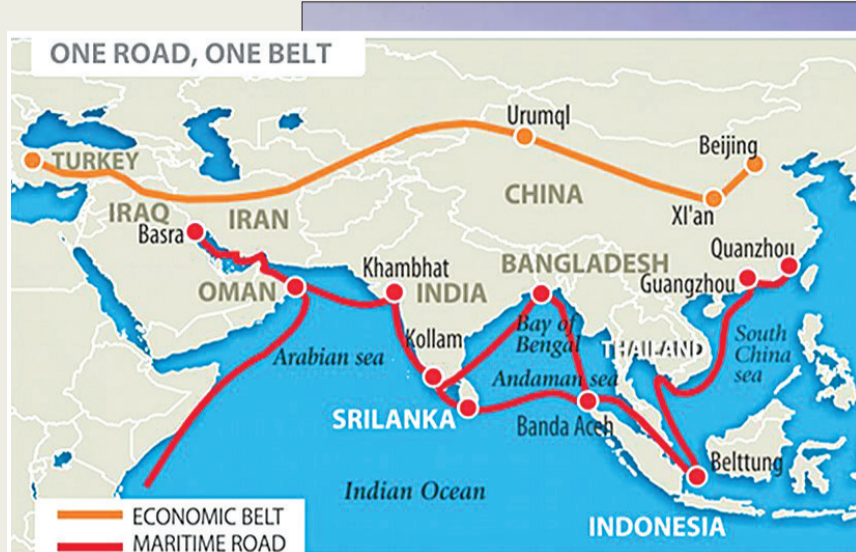 ONE ROAD, ONE BELT
Urumql
Beijing
TURKEY
CHINA
XI'an
IRAQ
IRAN
Basra
Quanzhou
Khambhat
BANGLADESH
Guangzhou
OMAN
INDIA
Kollam
Bay of
Bengal
South
China
sea
THAILAND
Arabian sea
Andaman sea
SRILANKA
Banda Aceh
Belttung
Indian Ocean
INDONESIA
ECONOMIC BELT
MARITIME ROAD